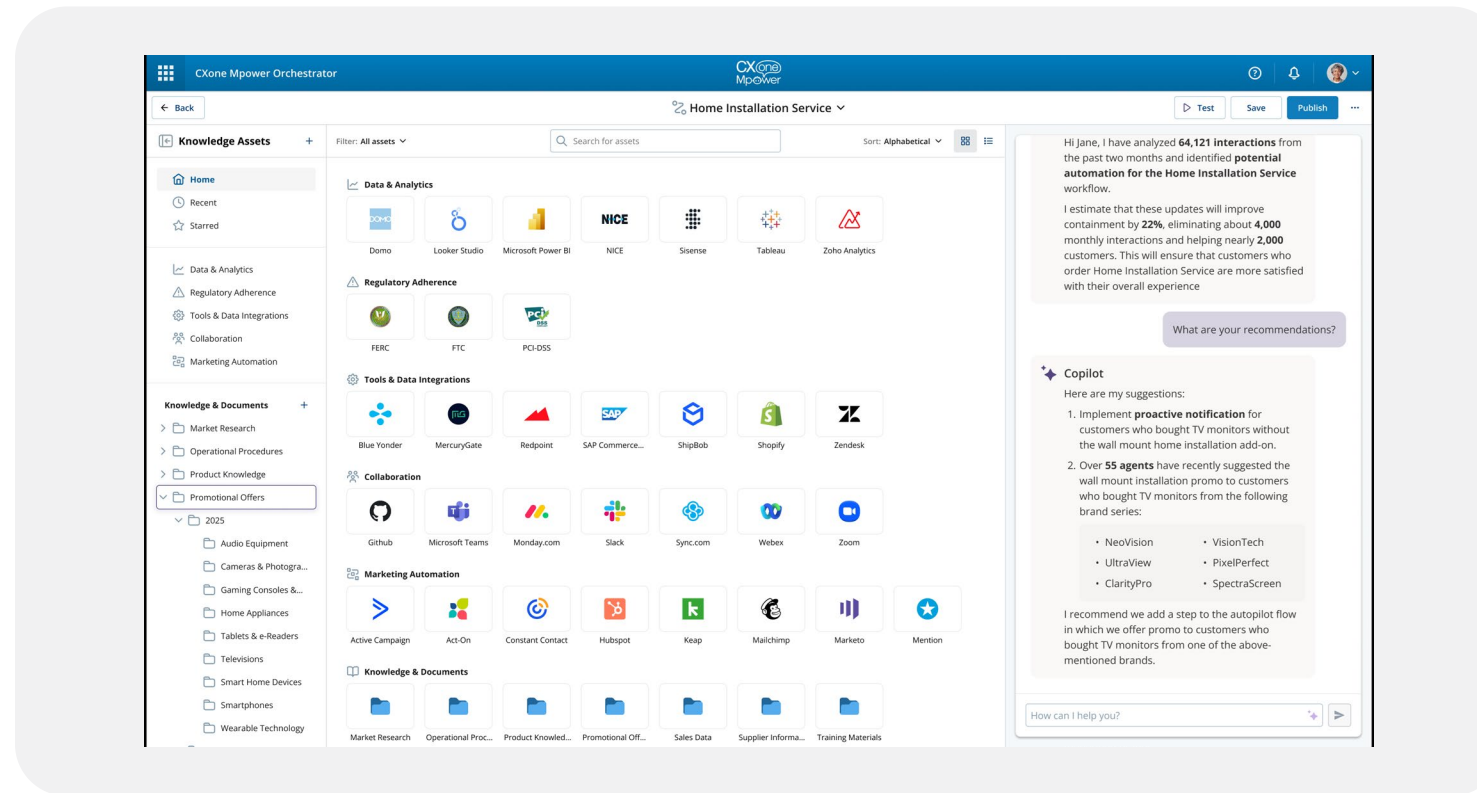 CXone Mpower Orchestrator
CXone
Mpower
← Back
Home Installation Service
Test
Save
Publish
Knowledge Assets +
Home
Recent
Starred
Data & Analytics
Regulatory Adherence
Tools & Data Integrations
Collaboration
Marketing Automation
Knowledge & Documents +
Market Research
Operational Procedures
Product Knowledge
Promotional Offers
2025
Audio Equipment
Cameras & Photogra...
Gaming Consoles &...
Home Appliances
Tablets & e-Readers
Televisions
Smart Home Devices
Smartphones
Wearable Technology
Filter: All assets
Search for assets
Sort: Alphabetical
Data & Analytics
DOMO
NICE
Domo
Looker Studio
Microsoft Power BI
NICE
Sisense
Tableau
Zoho Analytics
Regulatory Adherence
PCI
DSS
FERC
FTC
PCI-DSS
Tools & Data Integrations
MG
SAP
Blue Yonder
MercuryGate
Redpoint
SAP Commerce...
ShipBob
Shopify
Zendesk
Collaboration
Github
Microsoft Teams
Monday.com
Slack
Sync.com
Webex
Zoom
Marketing Automation
Active Campaign
Act-On
Constant Contact
Hubspot
Keap
Mailchimp
Marketo
Mention
Knowledge & Documents
Market Research
Operational Proc...
Product Knowled...
Promotional Off...
Sales Data
Supplier Informa...
Training Materials
Hi Jane, I have analyzed 64,121 interactions from
the past two months and identified potential
automation for the Home Installation Service
workflow.
I estimate that these updates will improve
containment by 22%, eliminating about 4,000
monthly interactions and helping nearly 2,000
customers. This will ensure that customers who
order Home Installation Service are more satisfied
with their overall experience
What are your recommendations?
Copilot
Here are my suggestions:
1. Implement proactive notification for
customers who bought TV monitors without
the wall mount home installation add-on.
2. Over 55 agents have recently suggested the
wall mount installation promo to customers
who bought TV monitors from the following
brand series:
• NeoVision
• VisionTech
• UltraView
• PixelPerfect
• ClarityPro
• SpectraScreen
I recommend we add a step to the autopilot flow
in which we offer promo to customers who
bought TV monitors from one of the above-
mentioned brands.
How can I help you?